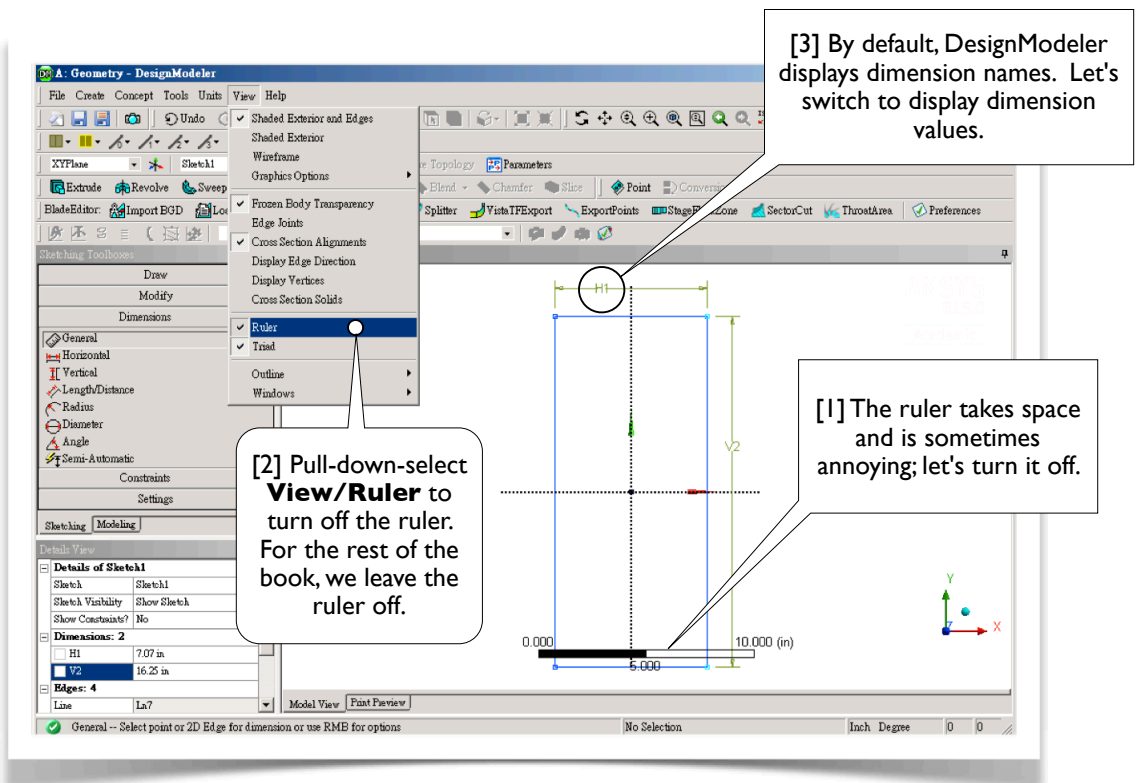 [3] By default, DesignModeler
displays dimension names. Let's
switch to display dimension
values.
A: Geometry - DesignModeler
File Create Concept Tools Units View Help
Undo
Shaded Exterior and Edges
Shaded Exterior
Wireframe
Graphics Options
Frozen Body Transparency
Edge Joints
Cross Section Alignments
Display Edge Direction
Display Vertices
Cross Section Solids
Ruler
Triad
Outline
Windows
XYPlane Sketch1 Topology Parameters
Extrude Revolve Sweep Blend Chamfer Slice Point
BladeEditor: Import BGD Splitter VistaTFExport ExportPoints SectorCut ThroatArea Preferences
Sketching Toolboxes
Draw
Modify
Dimensions
General
Horizontal
Vertical
Length/Distance
Radius
Diameter
Angle
Semi-Automatic
Constraints
Settings
Sketching Modeling
H1
V2
[1] The ruler takes space
and is sometimes
annoying; let's turn it off.
[2] Pull-down-select
View/Ruler to
turn off the ruler.
For the rest of the
book, we leave the
ruler off.
Details View
Details of Sketch1
Sketch Sketch1
Sketch Visibility Show Sketch
Show Constraints? No
Dimensions: 2
H1 7.07 in
V2 16.25 in
Edges: 4
Line Ln7
0.000 10.000 (in)
5.000
Y
X
Z
Model View Print Preview
General -- Select point or 2D Edge for dimension or use RMB for options No Selection Inch Degree 0 0